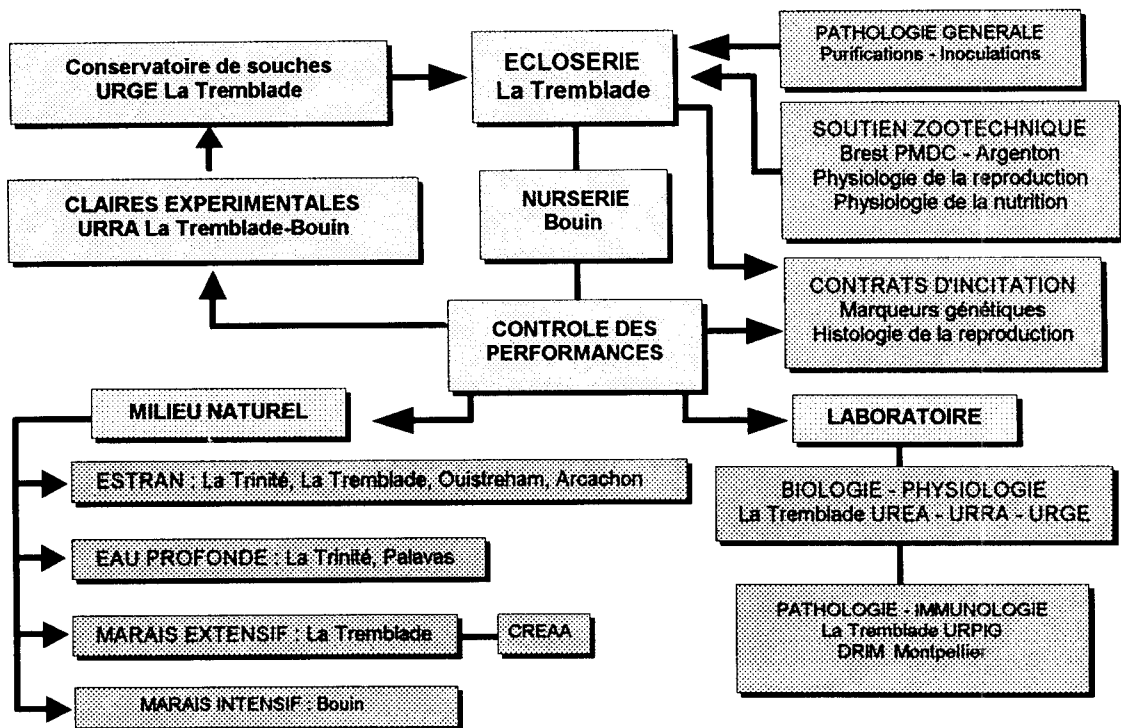 Conservatoire de souches
URGE La Tremblade
ECLOSERIE
La Tremblade
PATHOLOGIE GENERALE
Purifications - Inoculations
SOUTIEN ZOOTECHNIQUE
Brest PMDC - Argenton
Physiologie de la reproduction
Physiologie de la nutrition
CLAIRES EXPERIMENTALES
URRA La Tremblade-Bouin
NURSERIE
Bouin
CONTRATS D'INCITATION
Marqueurs génétiques
Histologie de la reproduction
CONTROLE DES
PERFORMANCES
MILIEU NATUREL
LABORATOIRE
ESTRAN : La Trinité, La Tremblade, Ouistreham, Arcachon
EAU PROFONDE : La Trinité, Palavas
MARAIS EXTENSIF : La Tremblade
CREAA
MARAIS INTENSIF : Bouin
BIOLOGIE - PHYSIOLOGIE
La Tremblade UREA - URRA - URGE
PATHOLOGIE - IMMUNOLOGIE
La Tremblade URPIG
DRIM Montpellier